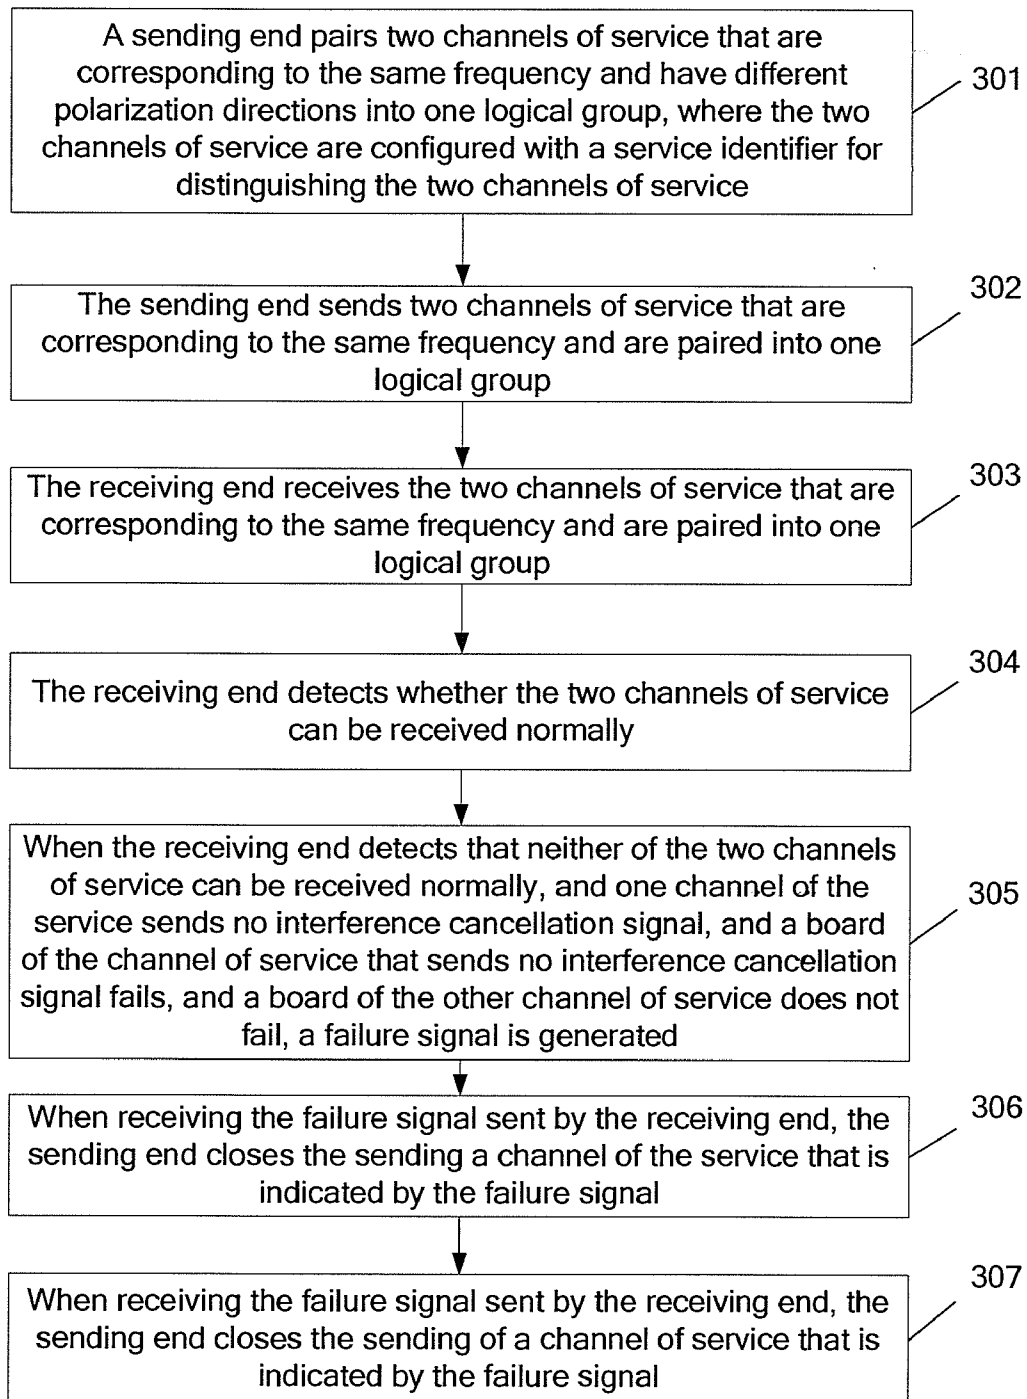 A sending end pairs two channels of service that are
corresponding to the same frequency and have different
polarization directions into one logical group, where the two
channels of service are configured with a service identifier for
distinguishing the two channels of service
301
The sending end sends two channels of service that are
corresponding to the same frequency and are paired into one
logical group
302
The receiving end receives the two channels of service that are
corresponding to the same frequency and are paired into one
logical group
303
The receiving end detects whether the two channels of service
can be received normally
304
When the receiving end detects that neither of the two channels
of service can be received normally, and one channel of the
service sends no interference cancellation signal, and a board
of the channel of service that sends no interference cancellation
signal fails, and a board of the other channel of service does not
fail, a failure signal is generated
305
When receiving the failure signal sent by the receiving end, the
sending end closes the sending a channel of the service that is
indicated by the failure signal
306
When receiving the failure signal sent by the receiving end, the
sending end closes the sending of a channel of service that is
indicated by the failure signal
307